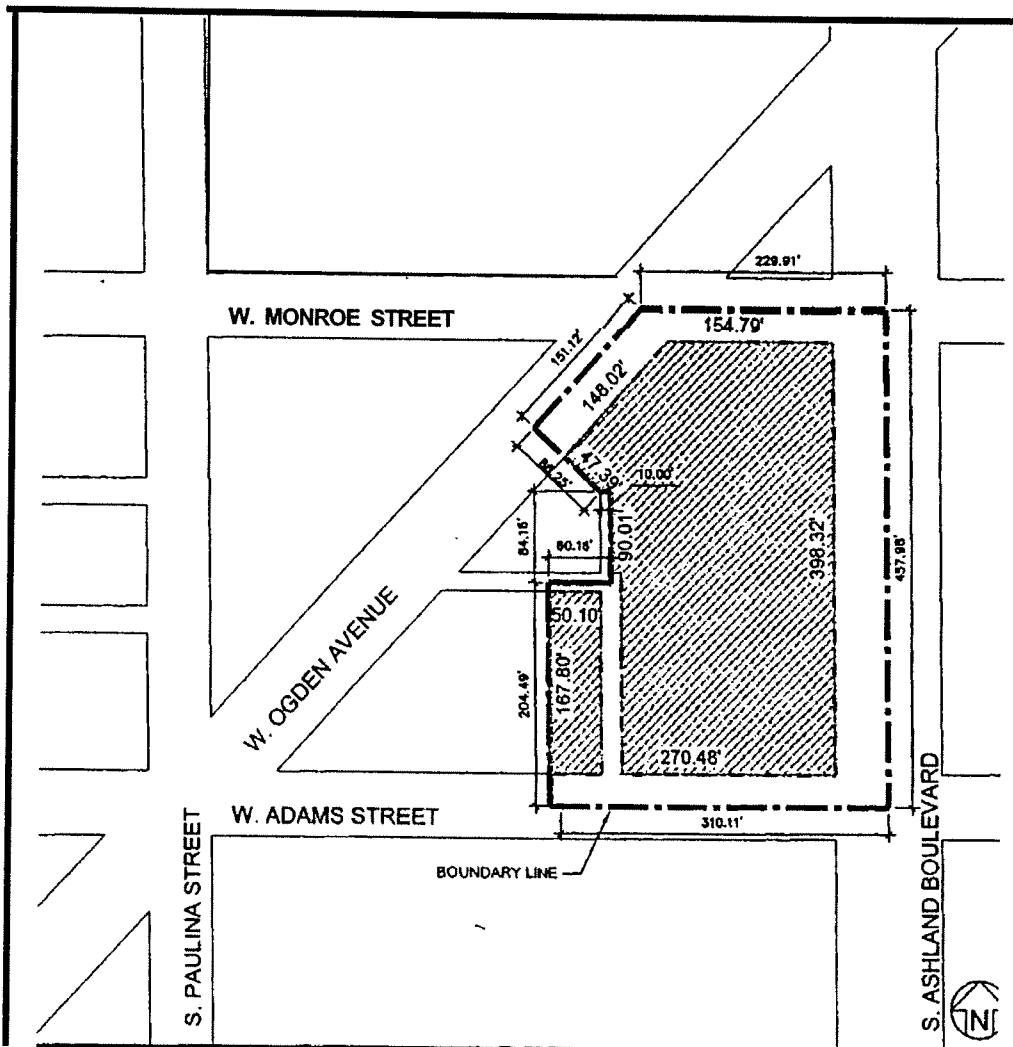 229.91'
W. MONROE STREET
154.79'
151.12'
148.02'
47.39'
10.00'
84.15'
60.15'
90.01'
398.32'
457.98'
50.10'
W. OGDEN AVENUE
204.49'
167.80'
270.48'
S. ASHLAND BOULEVARD
W. ADAMS STREET
310.11'
S. PAULINA STREET
BOUNDARY LINE
N